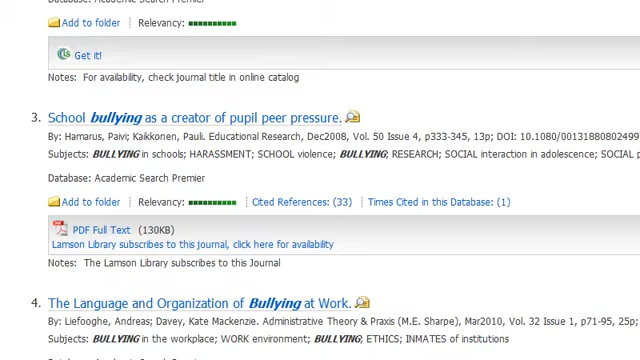 Database: Academic Search Premier
Add to folder | Relevancy:
Get it!
Notes: For availability, check journal title in online catalog
3. School bullying as a creator of pupil peer pressure.
By: Hamarus, Paivi; Kaikkonen, Pauli. Educational Research, Dec2008, Vol. 50 Issue 4, p333-345, 13p; DOI: 10.1080/00131880802499
Subjects: BULLYING in schools; HARASSMENT; SCHOOL violence; BULLYING; RESEARCH; SOCIAL interaction in adolescence; SOCIAL p
Database: Academic Search Premier
Add to folder | Relevancy: | Cited References: (33) | Times Cited in this Database: (1)
PDF Full Text (130KB)
Lamson Library subscribes to this journal, click here for availability
Notes: The Lamson Library subscribes to this Journal
4. The Language and Organization of Bullying at Work.
By: Liefooghe, Andreas; Davey, Kate Mackenzie. Administrative Theory & Praxis (M.E. Sharpe), Mar2010, Vol. 32 Issue 1, p71-95, 25p;
Subjects: BULLYING in the workplace; WORK environment; BULLYING; ETHICS; INMATES of institutions